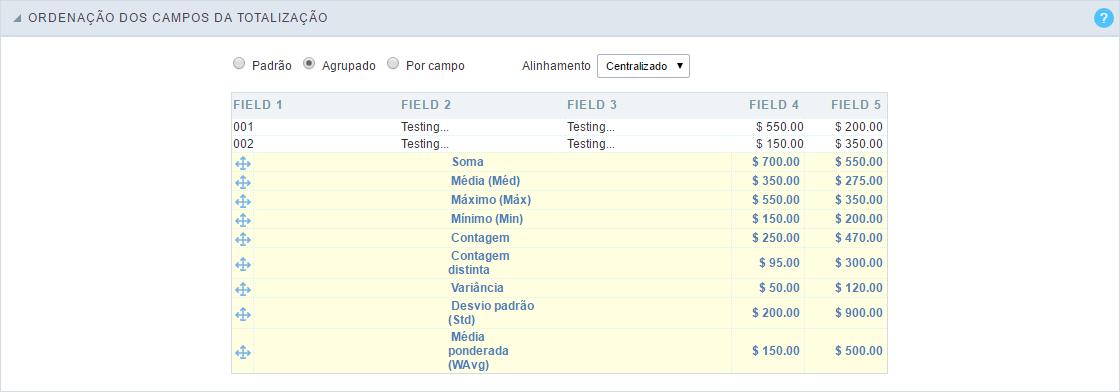 ORDENAÇÃO DOS CAMPOS DA TOTALIZAÇÃO ?
Padrão Agrupado Por campo Alinhamento Centralizado
FIELD 1 FIELD 2 FIELD 3 FIELD 4 FIELD 5
001 Testing... Testing... $ 550.00 $ 200.00
002 Testing... Testing... $ 150.00 $ 350.00
Soma $ 700.00 $ 550.00
Média (Méd) $ 350.00 $ 275.00
Máximo (Máx) $ 550.00 $ 350.00
Mínimo (Min) $ 150.00 $ 200.00
Contagem $ 250.00 $ 470.00
Contagem
distinta $ 95.00 $ 300.00
Variância $ 50.00 $ 120.00
Desvio padrão
(Std) $ 200.00 $ 900.00
Média
ponderada $ 150.00 $ 500.00
(WAvg)